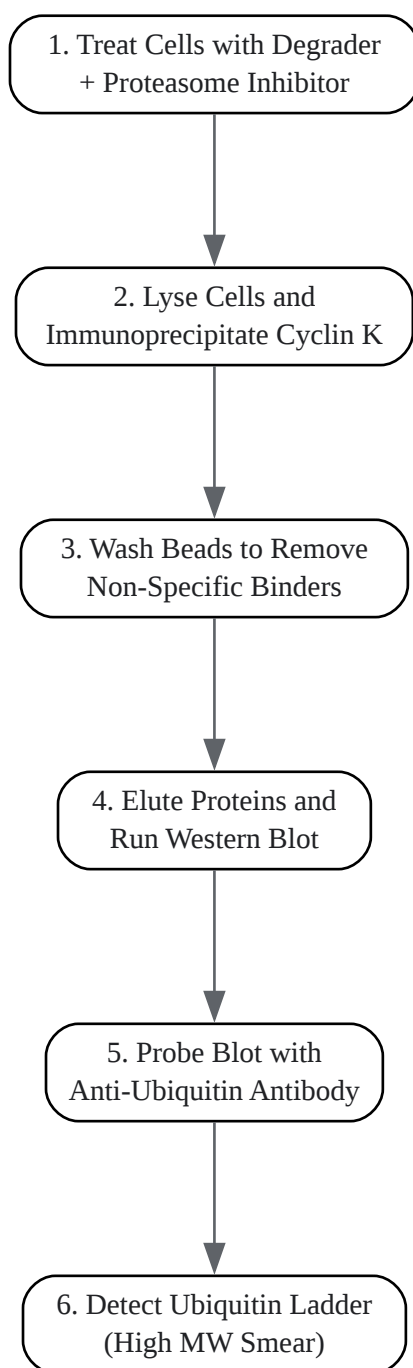 1. Treat Cells with Degrader
+ Proteasome Inhibitor
2. Lyse Cells and
Immunoprecipitate Cyclin K
3. Wash Beads to Remove
Non-Specific Binders
4. Elute Proteins and
Run Western Blot
5. Probe Blot with
Anti-Ubiquitin Antibody
6. Detect Ubiquitin Ladder
(High MW Smear)